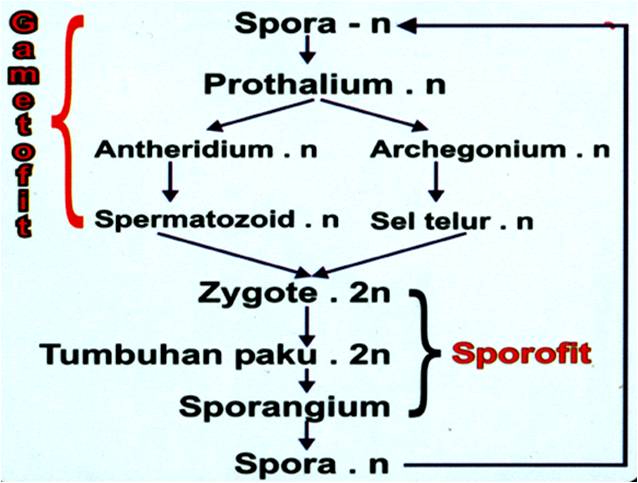 Gametofit
Spora - n
Prothalium . n
Antheridium . n
Archegonium . n
Spermatozoid . n
Sel telur . n
Zygote . 2n
Tumbuhan paku . 2n
Sporofit
Sporangium
Spora . n